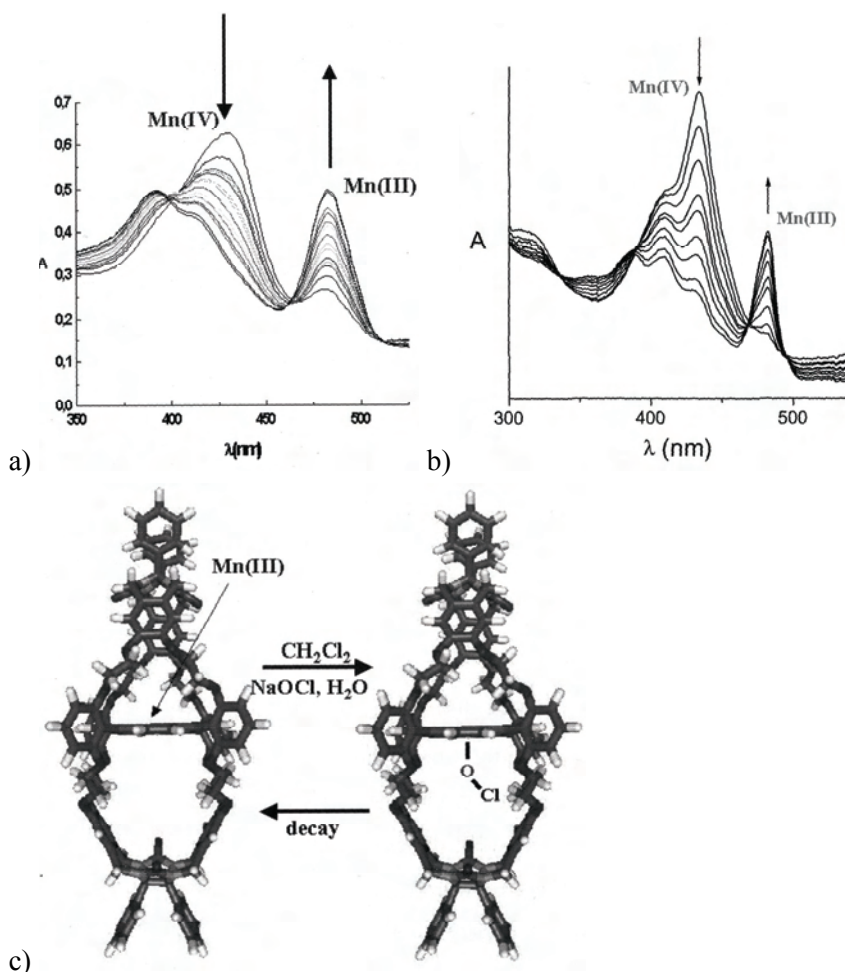 Mn(IV)
Mn(III)
0,7
0,6
0,5
0,4
A
0,3
0,2
0,1
0,0
350
400
450
500
λ(nm)
a)
Mn(IV)
Mn(III)
A
300
400
500
λ (nm)
b)
Mn(III)
CH₂Cl₂
NaOCl, H₂O
O
Cl
decay
c)